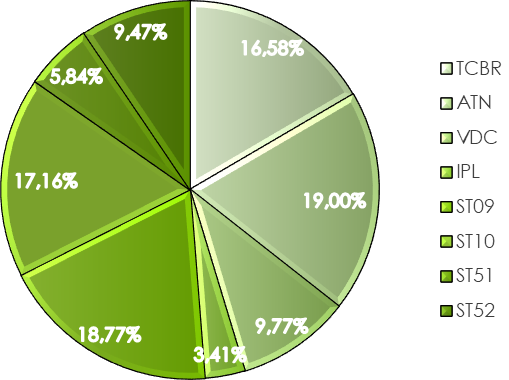 9,47%
16,58%
5,84%
17,16%
19,00%
18,77%
3,41%
9,77%
TCBR
ATN
VDC
IPL
ST09
ST10
ST51
ST52